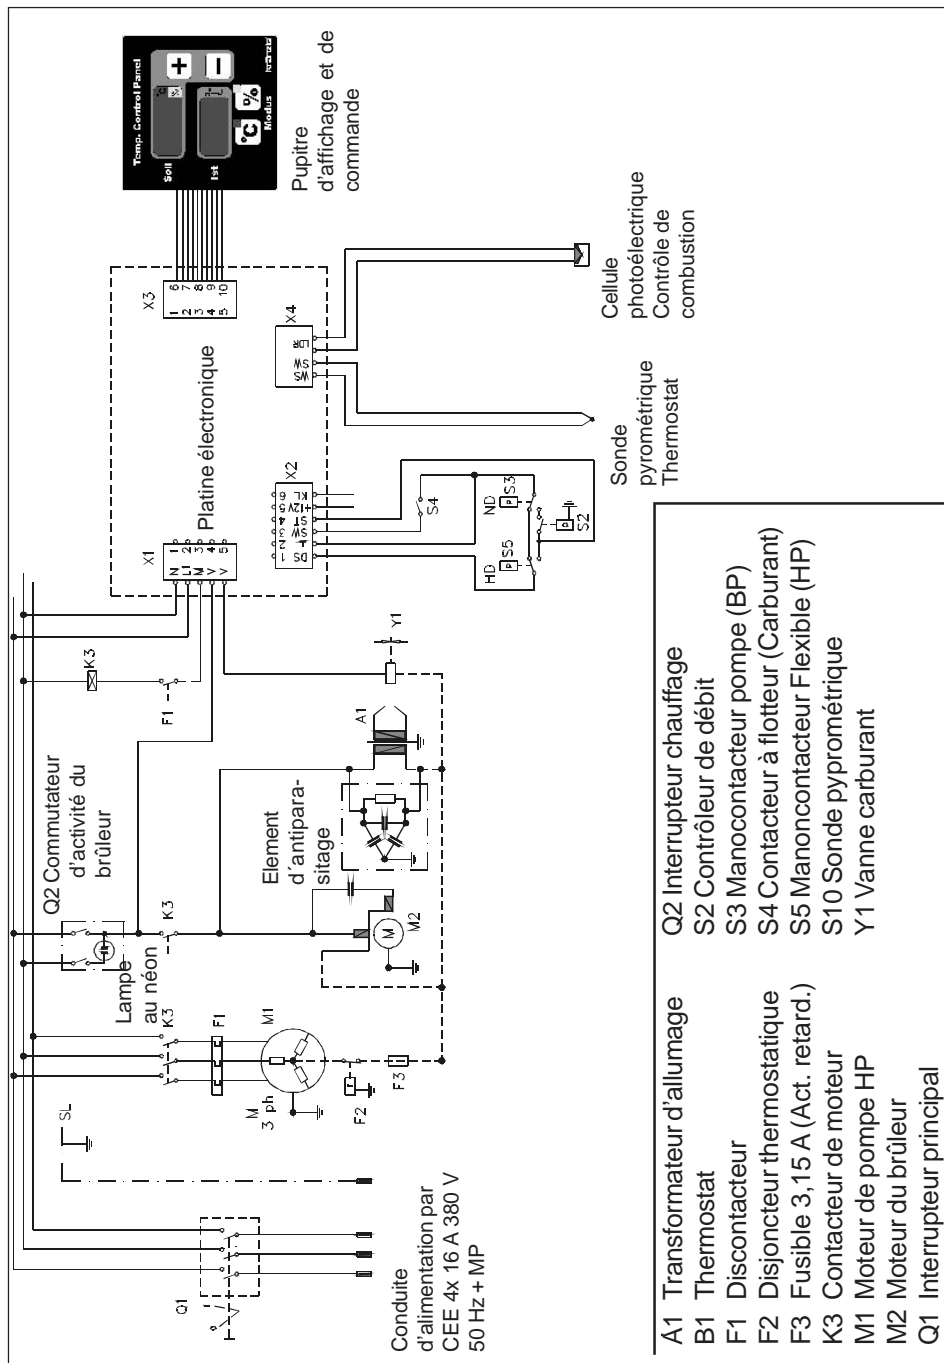 Temp. Control Panel
Soll
Ist
°C
%
Modus
Pupitre
d'affichage et de
commande
X3
1 6
2 7
3 8
4 9
5 10
Platine électronique
X1
N 1
L1 2
M 3
V 4
V 5
X2
DS 1
2
SW 3
ST 4
+12V 5
KL 6
X4
WS
SW
LDR
Cellule
photoélectrique
Contrôle de
combustion
Sonde
pyrométrique
Thermostat
S4
ND
S3
HD
S5
S2
P
P
K3
F1
Y1
A1
Q2 Commutateur
d'activité du
brûleur
Lampe
au néon
K3
Element
d´antipara-
sitage
M
M2
K3
F1
M1
M
3 ph
F2
F3
SL
Q1
Conduite
d'alimentation par
CEE 4x 16 A 380 V
50 Hz + MP
A1 Transformateur d'allumage
B1 Thermostat
F1 Discontacteur
F2 Disjoncteur thermostatique
F3 Fusible 3,15 A (Act. retard.)
K3 Contacteur de moteur
M1 Moteur de pompe HP
M2 Moteur du brûleur
Q1 Interrupteur principal
Q2 Interrupteur chauffage
S2 Contrôleur de débit
S3 Manocontacteur pompe (BP)
S4 Contacteur à flotteur (Carburant)
S5 Manoncontacteur Flexible (HP)
S10 Sonde pyprométrique
Y1 Vanne carburant